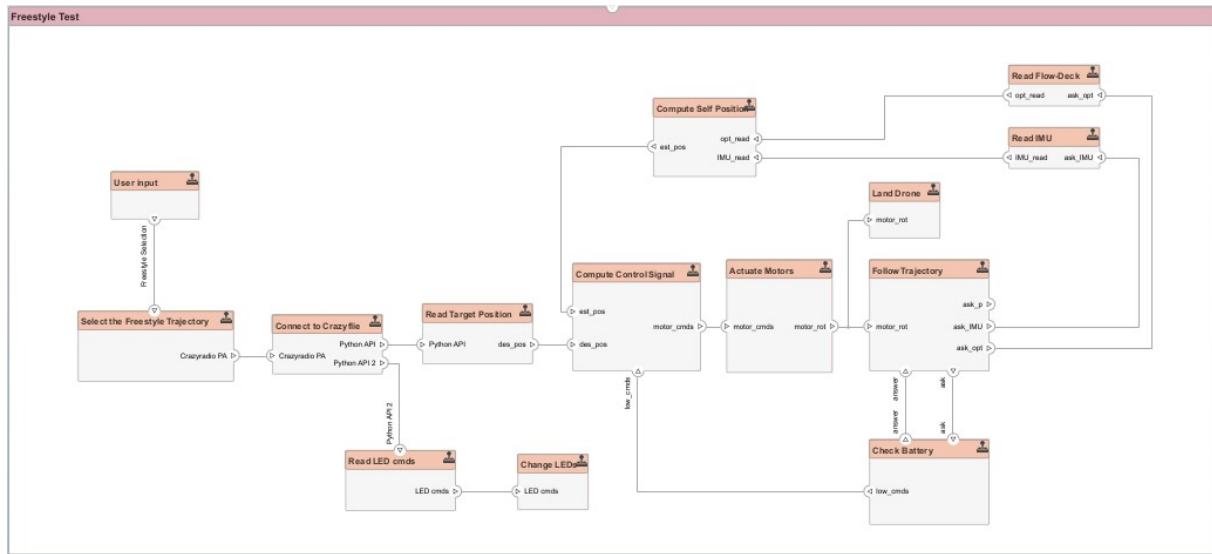 Freestyle Test
Read Flow-Deck
opt_read
ask_opt
Compute Self Position
opt_read
est_pos
IMU_read
Read IMU
IMU_read
ask_IMU
User input
Freestyle Selection
Land Drone
motor_rot
Select the Freestyle Trajectory
Crazyradio PA
Connect to Crazyflie
Python API
Crazyradio PA
Python API 2
Python API 2
Read Target Position
Python API
des_pos
Compute Control Signal
est_pos
motor_cmds
des_pos
low_cmds
Actuate Motors
motor_cmds
motor_rot
Follow Trajectory
ask_p
motor_rot
ask_IMU
ask_opt
answer
ask
answer
ask
Check Battery
low_cmds
Read LED cmds
LED cmds
Change LEDs
LED cmds